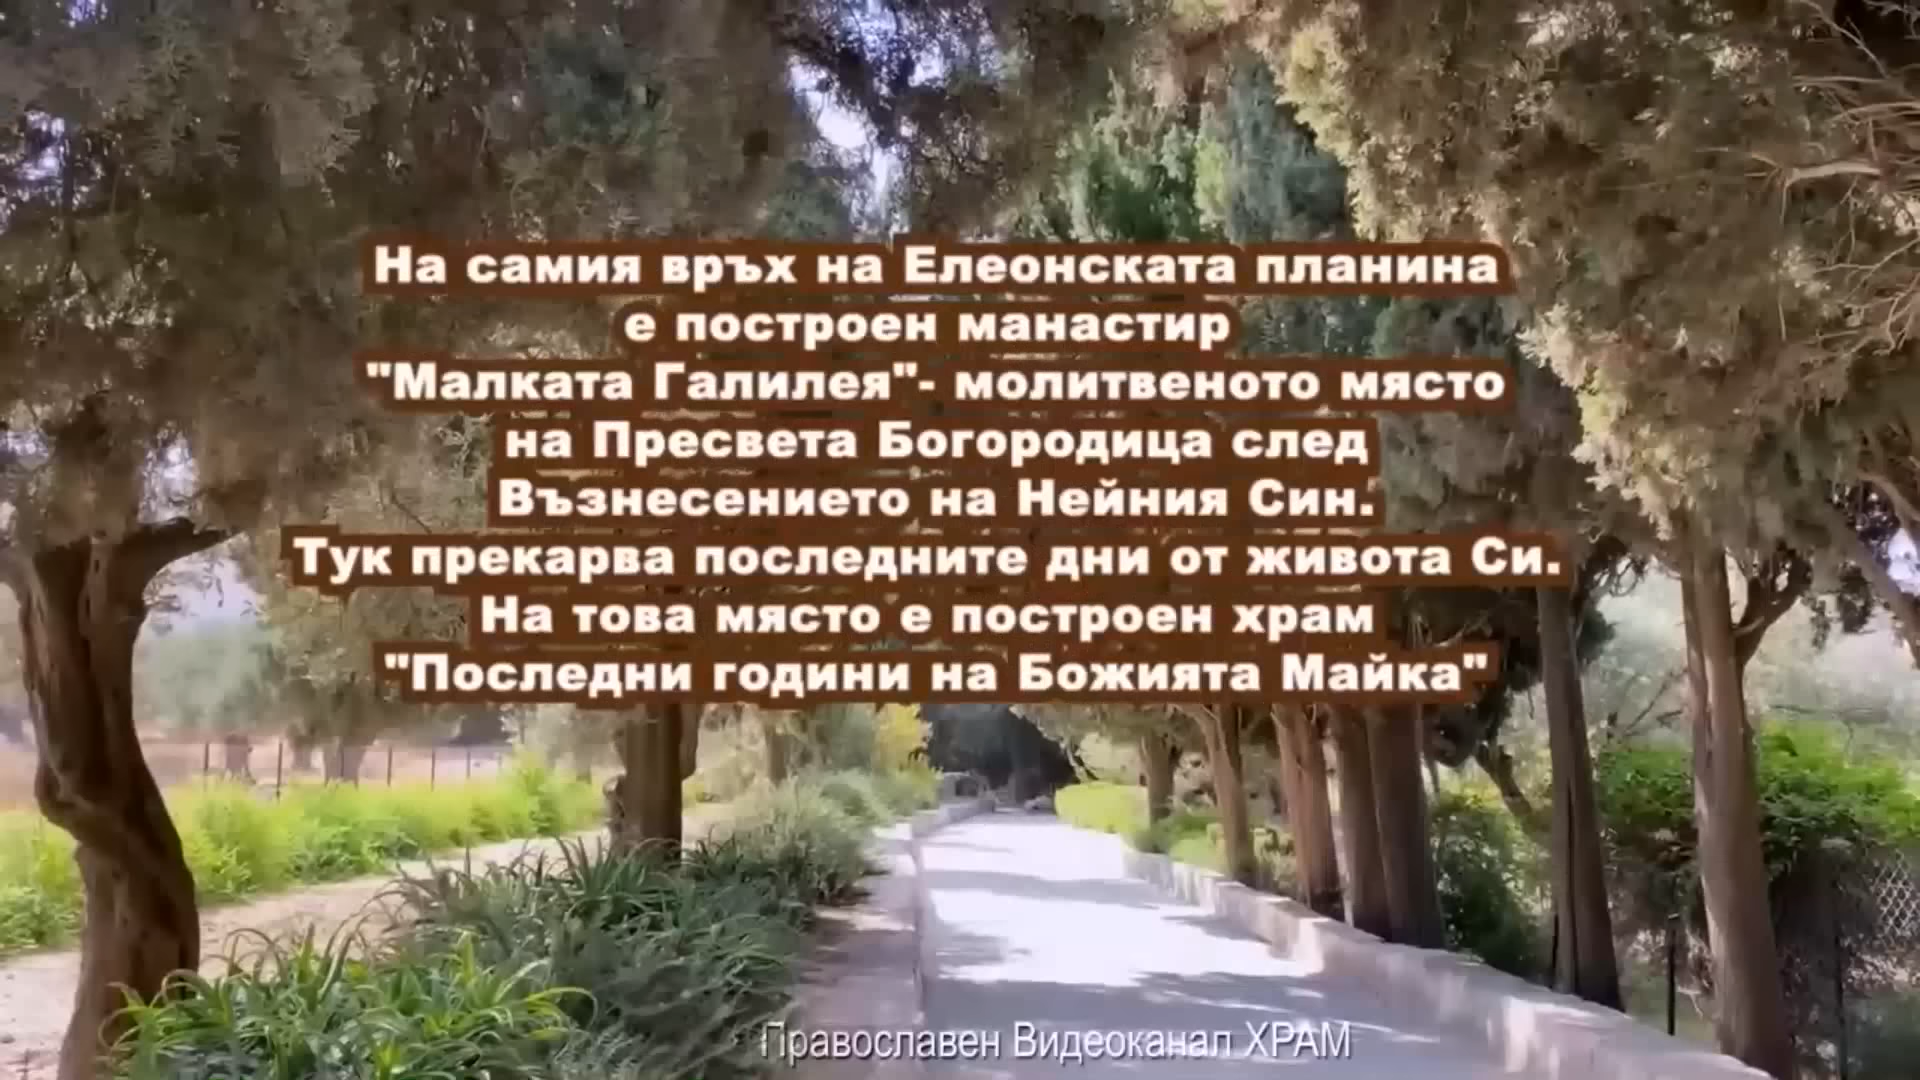 На самия връх на Елеонската планина
е построен манастир
"Малката Галилея"- молитвеното място
на Пресвета Богородица след
Възнесението на Нейния Син.
Тук прекарва последните дни от живота Си.
На това място е построен храм
"Последни години на Божията Майка"
Православен Видеоканал ХРАМ